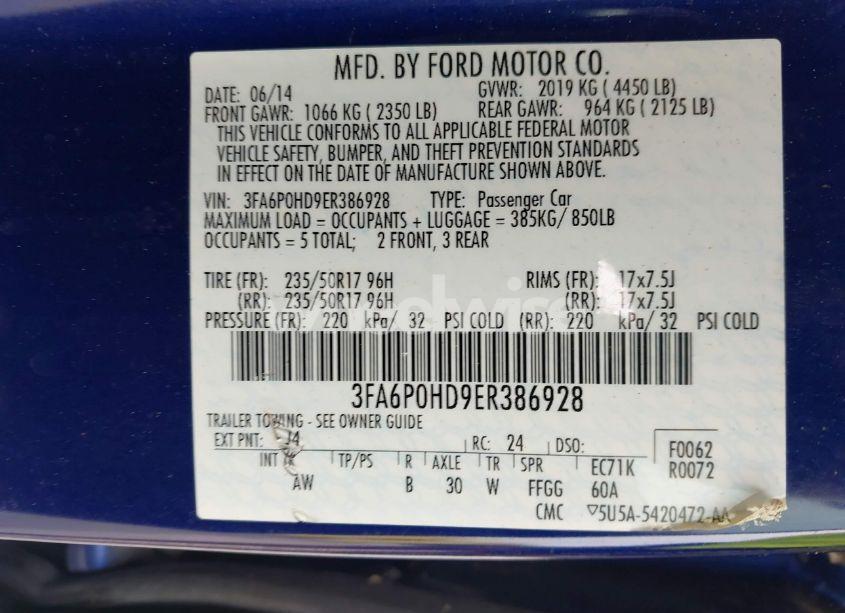 MFD. BY FORD MOTOR CO.
DATE: 06/14 GVWR: 2019 KG ( 4450 LB)
FRONT GAWR: 1066 KG ( 2350 LB) REAR GAWR: 964 KG ( 2125 LB)
THIS VEHICLE CONFORMS TO ALL APPLICABLE FEDERAL MOTOR
VEHICLE SAFETY, BUMPER, AND THEFT PREVENTION STANDARDS
IN EFFECT ON THE DATE OF MANUFACTURE SHOWN ABOVE.
VIN: 3FA6P0HD9ER386928 TYPE: Passenger Car
MAXIMUM LOAD = OCCUPANTS + LUGGAGE = 385KG/ 850LB
OCCUPANTS = 5 TOTAL; 2 FRONT, 3 REAR
TIRE (FR): 235/50R17 96H RIMS (FR): 17x7.5J
(RR): 235/50R17 96H (RR): 17x7.5J
PRESSURE (FR): 220 kPa/ 32 PSI COLD (RR): 220 kPa/ 32 PSI COLD
3FA6P0HD9ER386928
TRAILER TOWING - SEE OWNER GUIDE
EXT PNT: J4 RC: 24 DSO: F0062
INT TR TP/PS R AXLE TR SPR EC71K R0072
AW B 30 W FFGG 60A
CMC ▽5U5A-5420472-AA